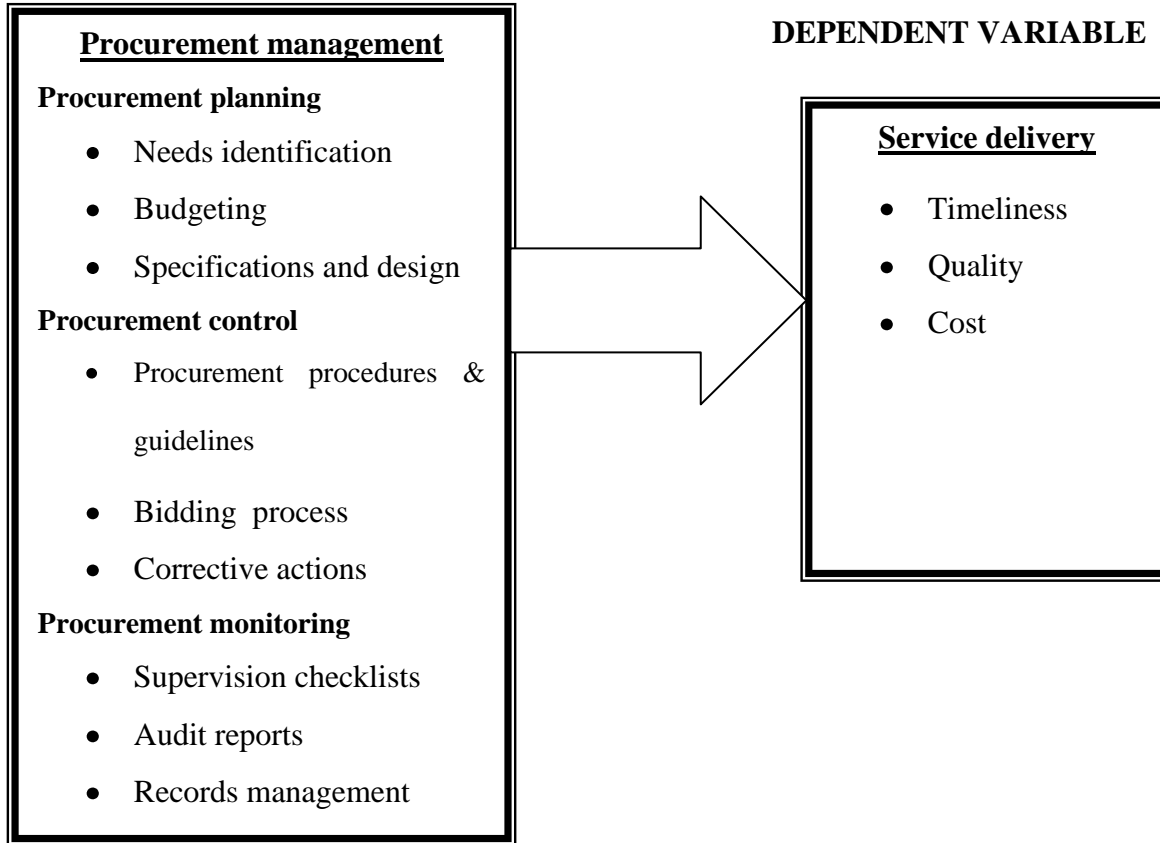 Procurement management
Procurement planning
• Needs identification
• Budgeting
• Specifications and design
Procurement control
• Procurement procedures &
guidelines
• Bidding process
• Corrective actions
Procurement monitoring
• Supervision checklists
• Audit reports
• Records management
DEPENDENT VARIABLE
Service delivery
• Timeliness
• Quality
• Cost